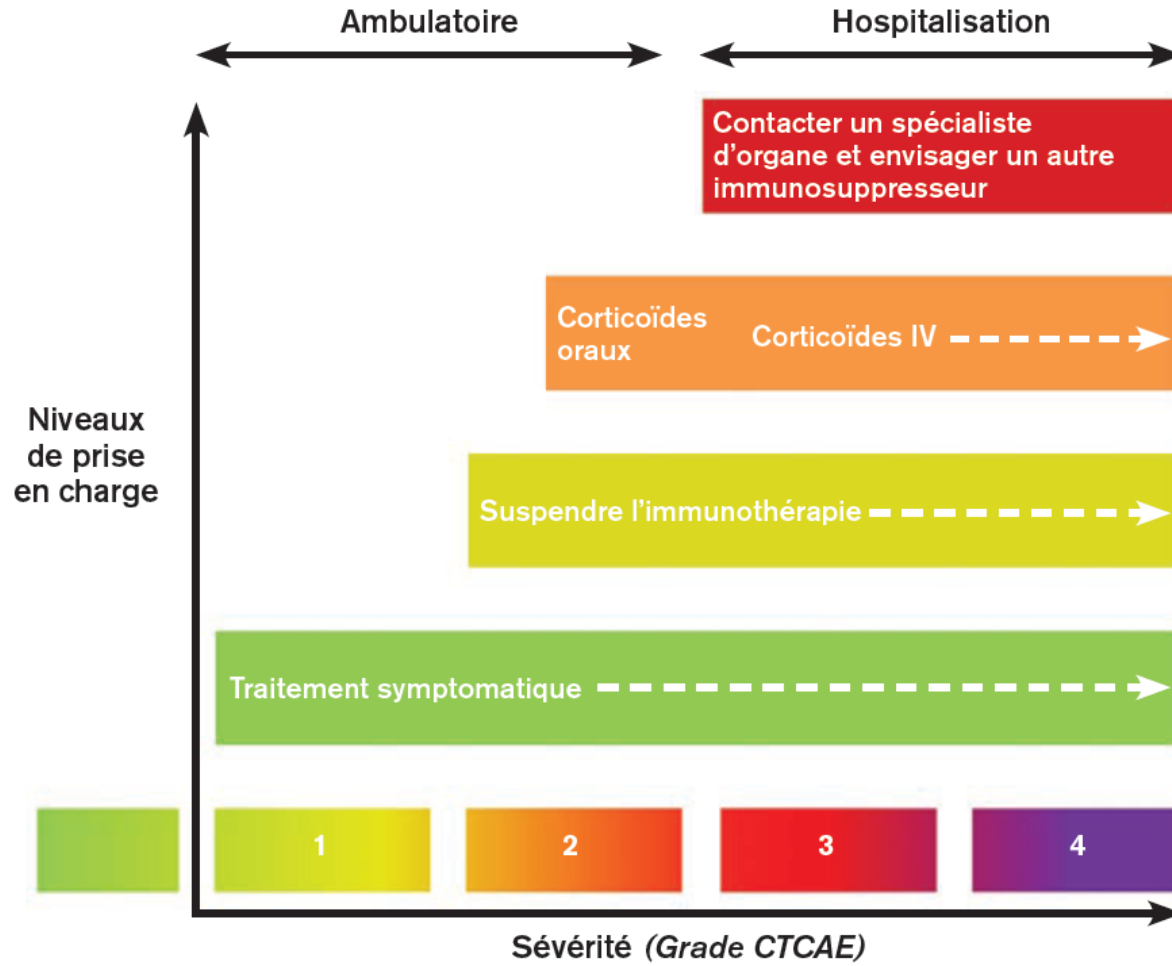 Ambulatoire
Hospitalisation
Contacter un spécialiste
d'organe et envisager un autre
immunosuppresseur
Corticoïdes
oraux
Corticoïdes IV
Niveaux
de prise
en charge
Suspendre l'immunothérapie
Traitement symptomatique
1
2
3
4
Sévérité (Grade CTCAE)